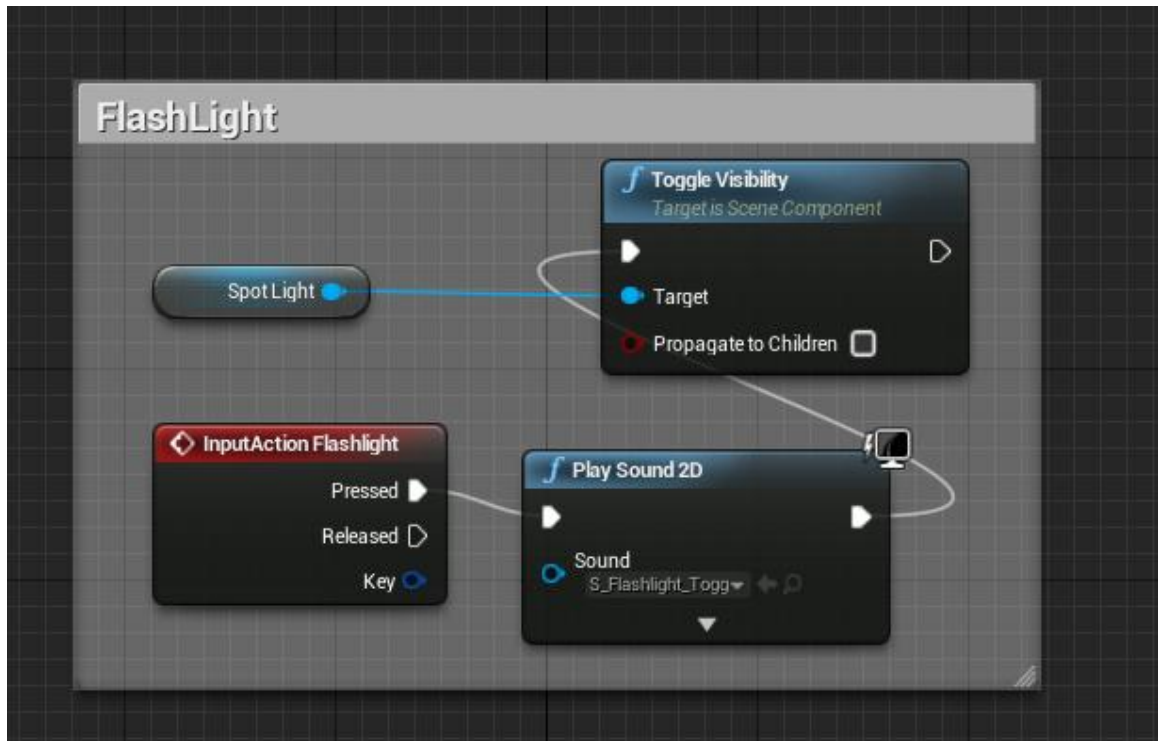 FlashLight
Toggle Visibility
Target is Scene Component
Target
Propagate to Children
Spot Light
InputAction Flashlight
Pressed
Released
Key
Play Sound 2D
Sound
S_Flashlight_Togg